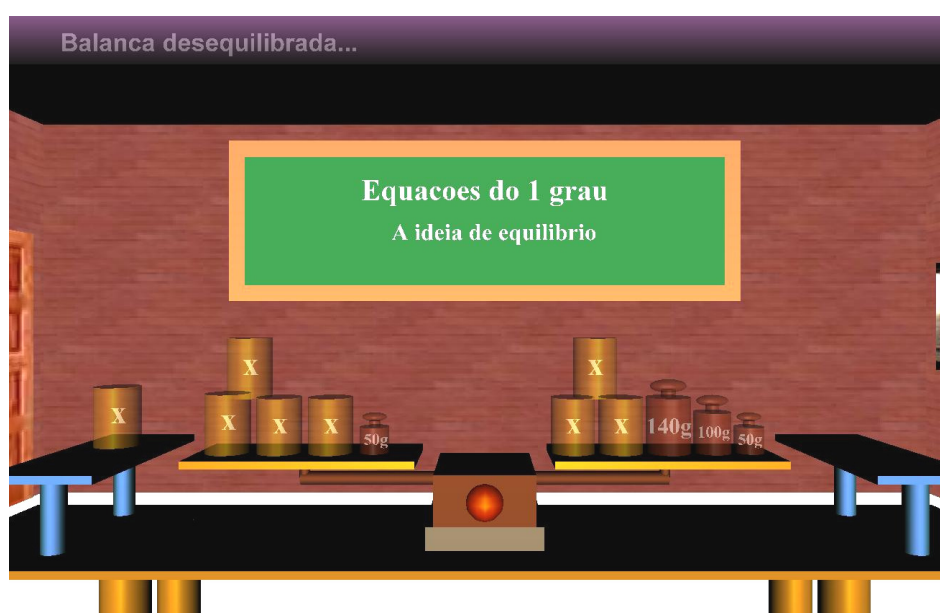 Balanca desequilibrada...
Equacoes do 1 grau
A ideia de equilibrio
X X
X X X X 50g X X 140g 100g 50g